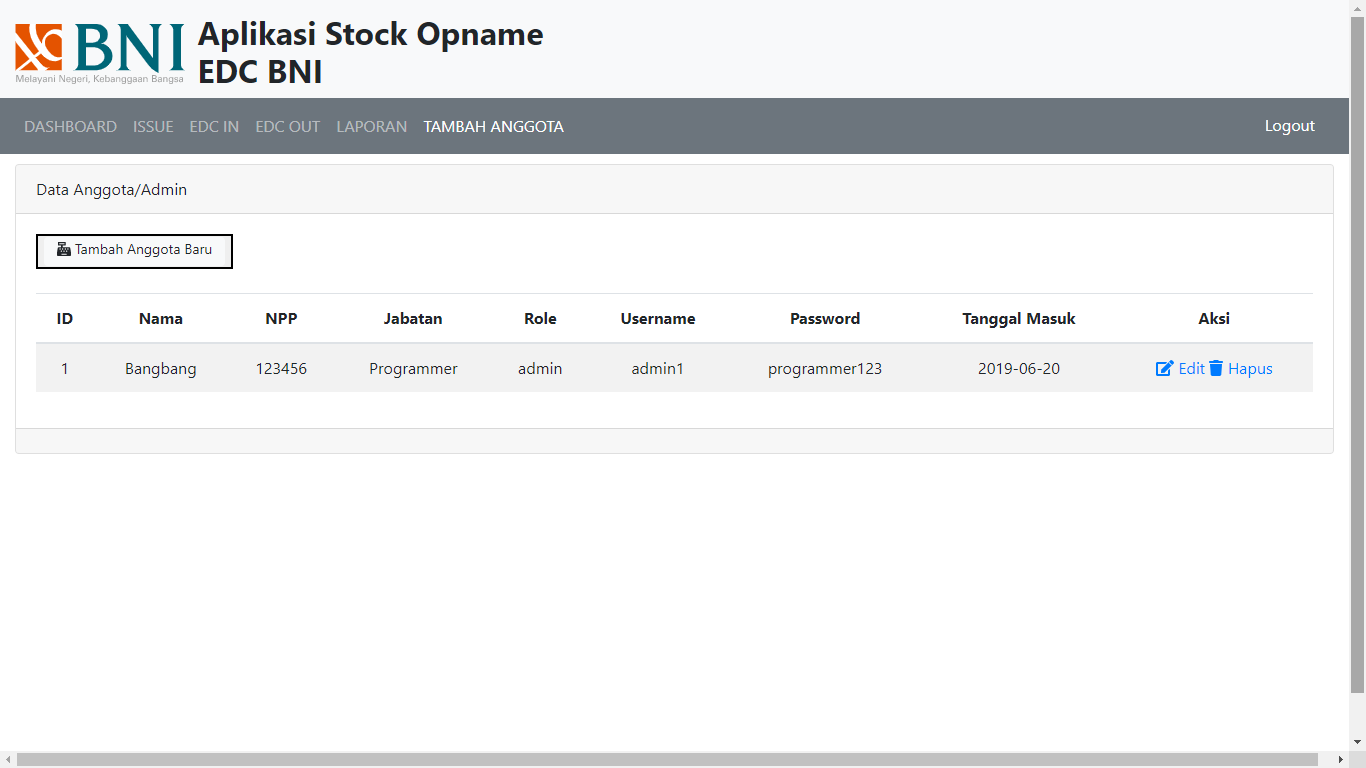 BNI
Melayani Negeri, Kebanggaan Bangsa
Aplikasi Stock Opname
EDC BNI
DASHBOARD ISSUE EDC IN EDC OUT LAPORAN TAMBAH ANGGOTA Logout
Data Anggota/Admin
Tambah Anggota Baru
ID Nama NPP Jabatan Role Username Password Tanggal Masuk Aksi
1 Bangbang 123456 Programmer admin admin1 programmer123 2019-06-20 Edit Hapus